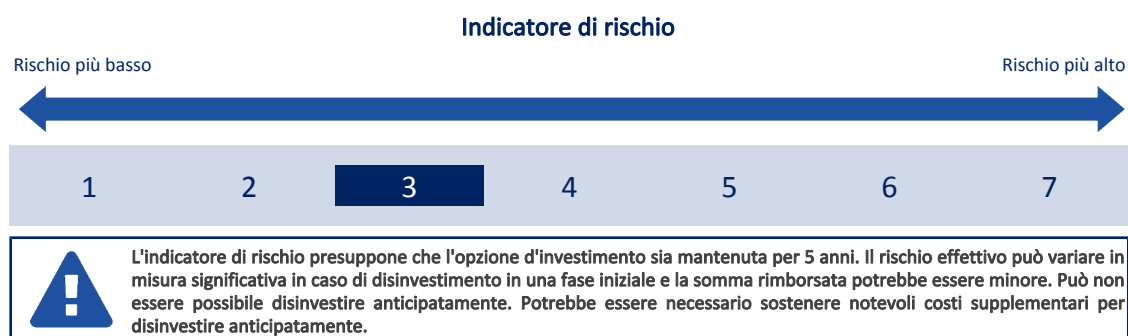 Indicatore di rischio
Rischio più basso
Rischio più alto
1 2 3 4 5 6 7
L'indicatore di rischio presuppone che l'opzione d'investimento sia mantenuta per 5 anni. Il rischio effettivo può variare in
misura significativa in caso di disinvestimento in una fase iniziale e la somma rimborsata potrebbe essere minore. Può non
essere possibile disinvestire anticipatamente. Potrebbe essere necessario sostenere notevoli costi supplementari per
disinvestire anticipatamente.